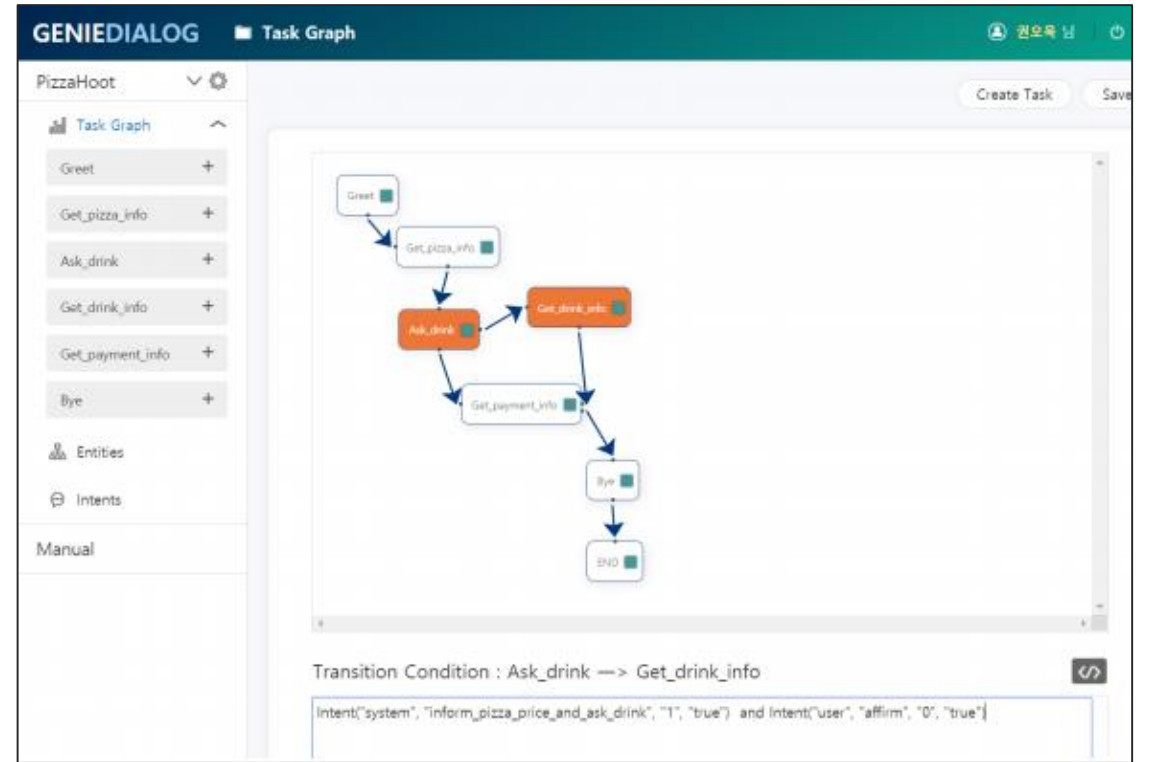 GENIEDIALOG Task Graph 권오욱 님
PizzaHoot
Create Task Save
Task Graph
Greet +
Get_pizza_info +
Ask_drink +
Get_drink_info +
Get_payment_info +
Bye +
Entities
Intents
Manual
Greet
Get_pizza_info
Get_drink_info
Ask_drink
Get_payment_info
Bye
END
Transition Condition : Ask_drink —> Get_drink_info
</>
Intent("system", "inform_pizza_price_and_ask_drink", "1", "true") and Intent("user", "affirm", "0", "true")